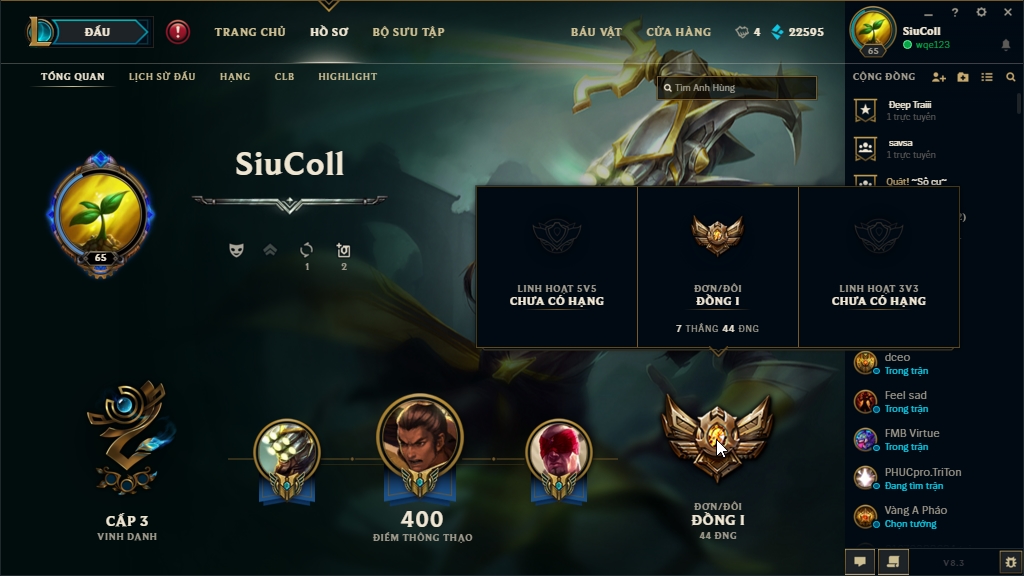 ĐẤU
TRANG CHỦ
HỒ SƠ
BỘ SƯU TẬP
BÁU VẬT
CỬA HÀNG
4
22595
SiuColl
wqe123
65
TỔNG QUAN
LỊCH SỬ ĐẤU
HẠNG
CLB
HIGHLIGHT
Tìm Anh Hùng
CỘNG ĐỒNG
Đẹep Traiii
1 trực tuyến
savsa
1 trực tuyến
Quát! ~Sô cư~
SiuColl
65
1
2
LINH HOẠT 5V5
CHƯA CÓ HẠNG
ĐƠN/ĐÔI
ĐỒNG I
7 THẮNG 44 ĐNG
LINH HOẠT 3V3
CHƯA CÓ HẠNG
dceo
Trong trận
Feel sad
Trong trận
FMB Virtue
Trong trận
PHUCpro.TriTon
Đang tìm trận
Vàng A Pháo
Chọn tướng
CẤP 3
VINH DANH
400
ĐIỂM THÔNG THẠO
ĐƠN/ĐÔI
ĐỒNG I
44 ĐNG
V8.3